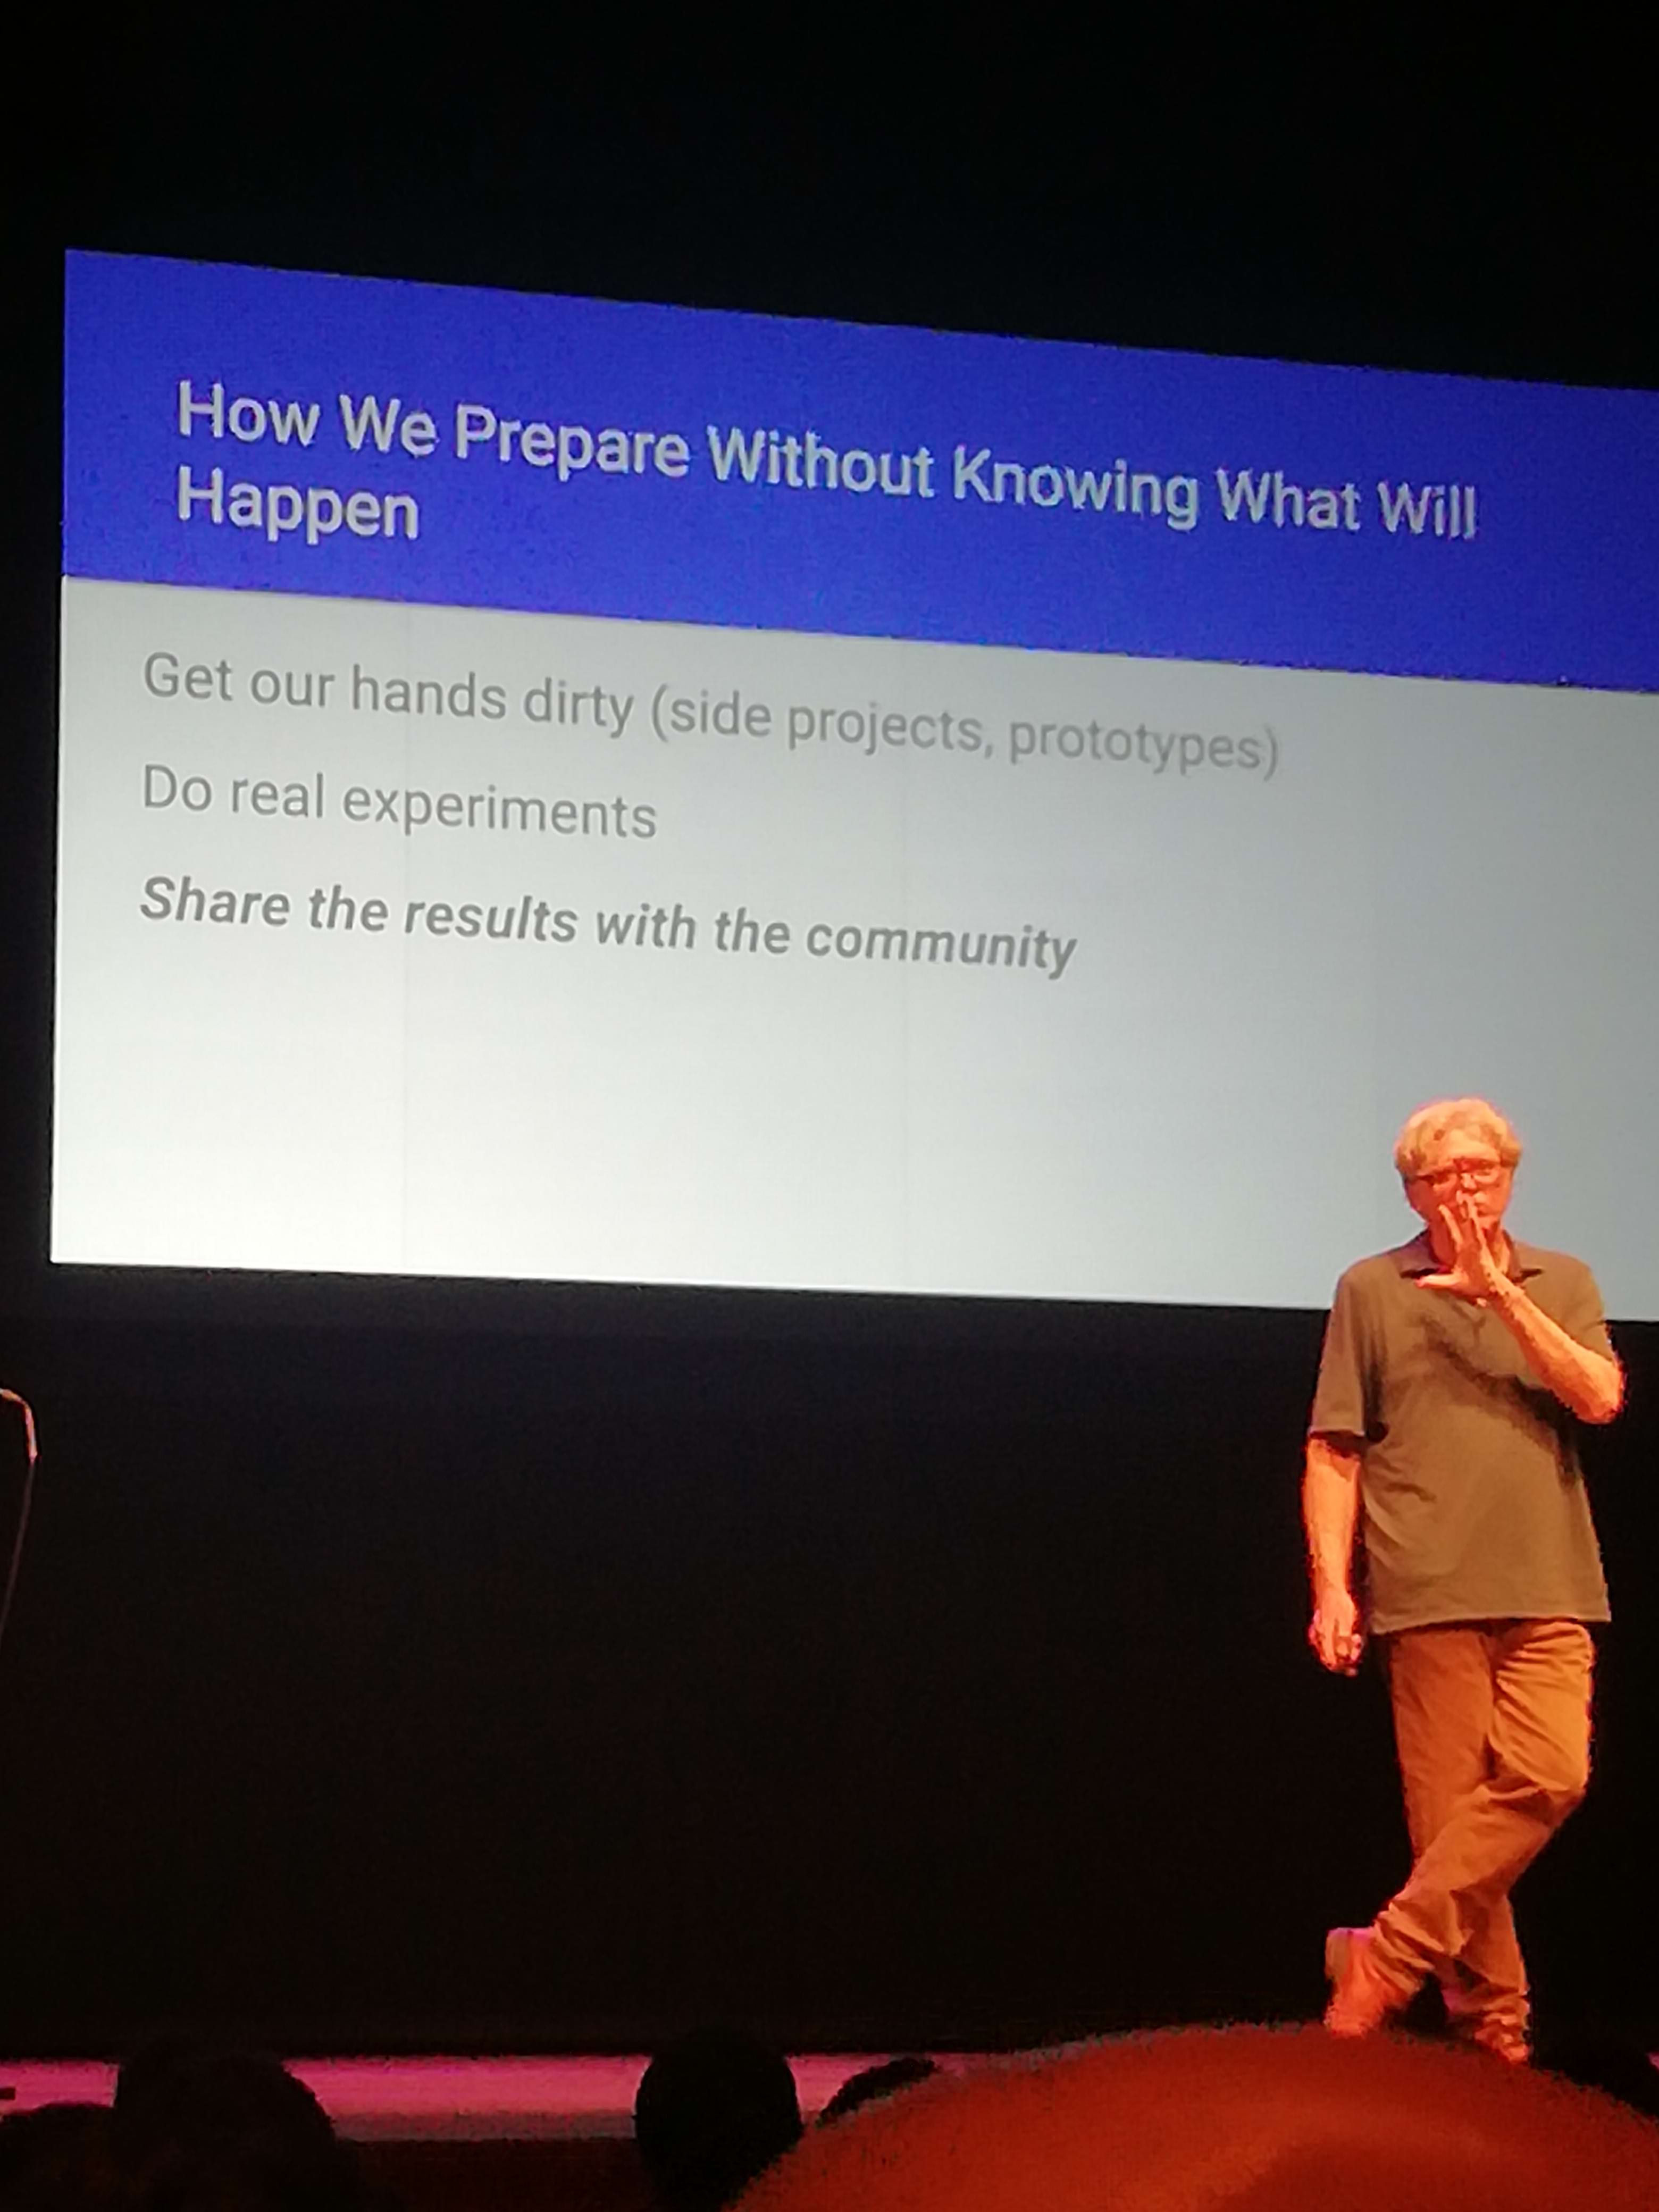 How We Prepare Without Knowing What Will
Happen
Get our hands dirty (side projects, prototypes)
Do real experiments
Share the results with the community